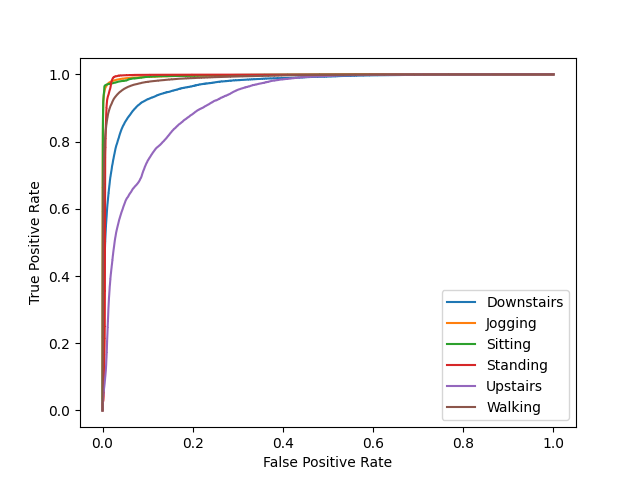 1.0
0.8
0.6
0.4
0.2
0.0
True Positive Rate
0.0 0.2 0.4 0.6 0.8 1.0
False Positive Rate
Downstairs
Jogging
Sitting
Standing
Upstairs
Walking